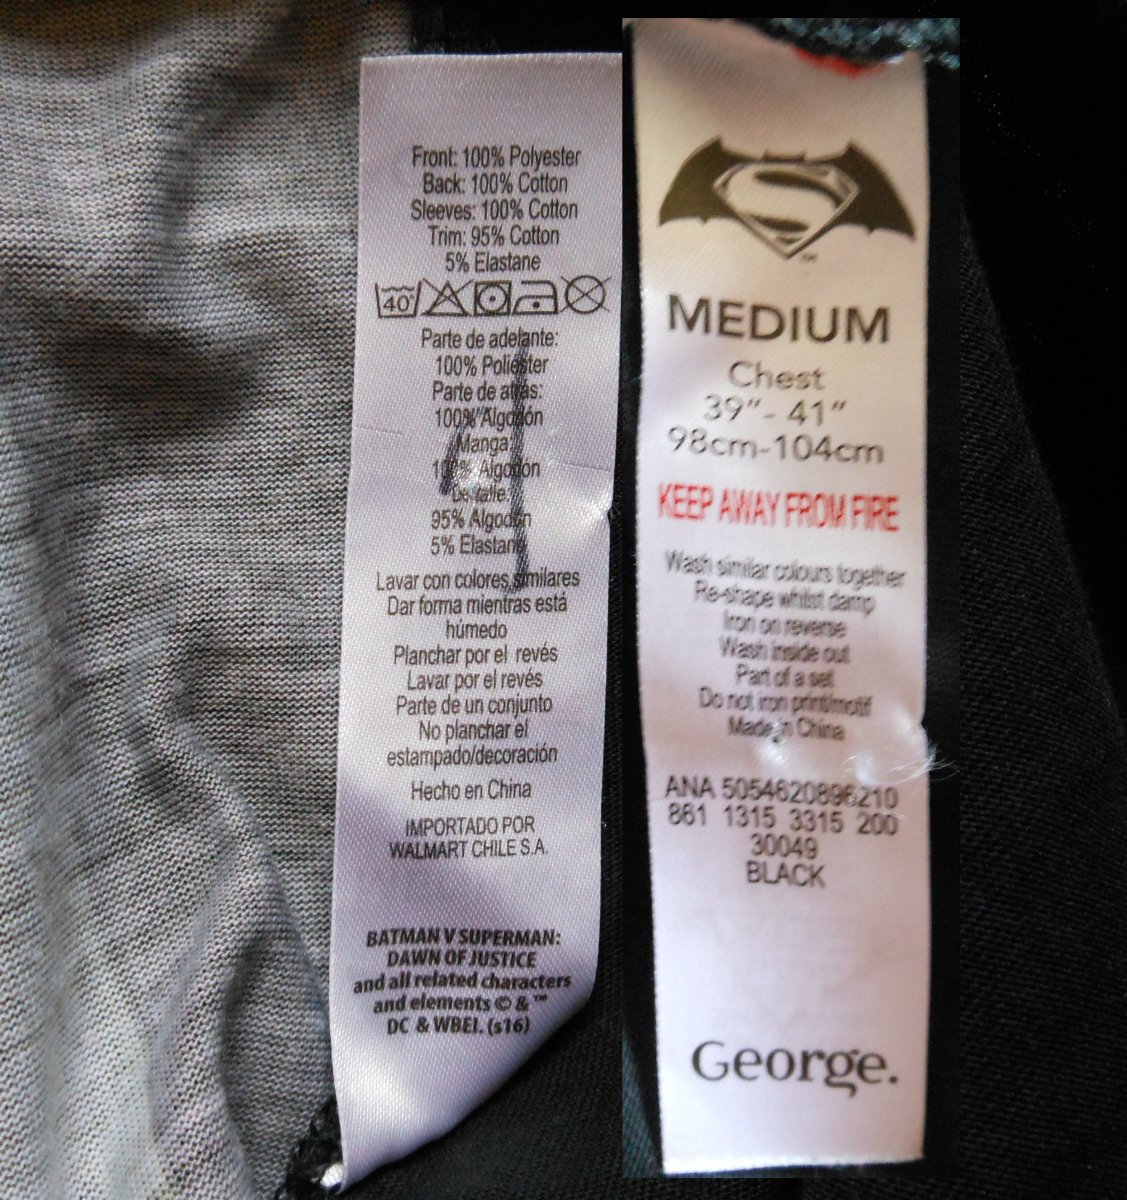 Front: 100% Polyester
Back: 100% Cotton
Sleeves: 100% Cotton
Trim: 95% Cotton
5% Elastane
40°
Parte de adelante:
100% Poliéster
Parte de atrás:
100% Algodón
Manga:
100% Algodón
Detalle:
95% Algodón
5% Elastano
Lavar con colores similares
Dar forma mientras está
húmedo
Planchar por el revés
Lavar por el revés
Parte de un conjunto
No planchar el
estampado/decoración
Hecho en China
IMPORTADO POR
WALMART CHILE S.A.
BATMAN V SUPERMAN:
DAWN OF JUSTICE
and all related characters
and elements © & ™
DC & WBEI. (s16)
S
™
MEDIUM
Chest
39”- 41”
98cm-104cm
KEEP AWAY FROM FIRE
Wash similar colours together
Re-shape whilst damp
Iron on reverse
Wash inside out
Part of a set
Do not iron print/motif
Made in China
ANA 5054620896210
861 1315 3315 200
30049
BLACK
George.